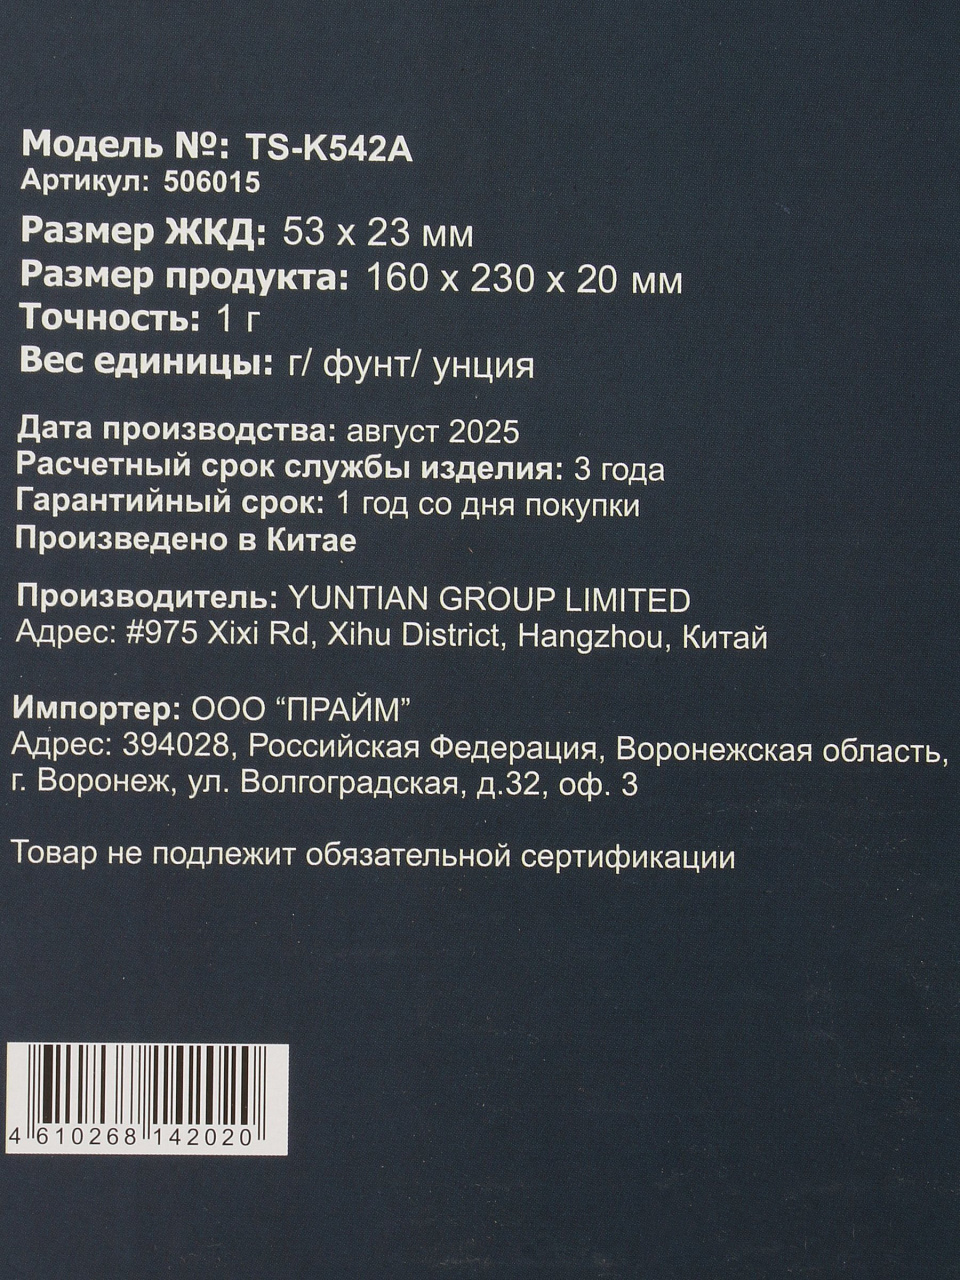 Модель №: TS-K542A
Артикул: 506015
Размер ЖКД: 53 x 23 мм
Размер продукта: 160 x 230 x 20 мм
Точность: 1 г
Вес единицы: г/ фунт/ унция
Дата производства: август 2025
Расчетный срок службы изделия: 3 года
Гарантийный срок: 1 год со дня покупки
Произведено в Китае
Производитель: YUNTIAN GROUP LIMITED
Адрес: #975 Xixi Rd, Xihu District, Hangzhou, Китай
Импортер: ООО “ПРАЙМ”
Адрес: 394028, Российская Федерация, Воронежская область,
г. Воронеж, ул. Волгоградская, д.32, оф. 3
Товар не подлежит обязательной сертификации
4 610268 142020